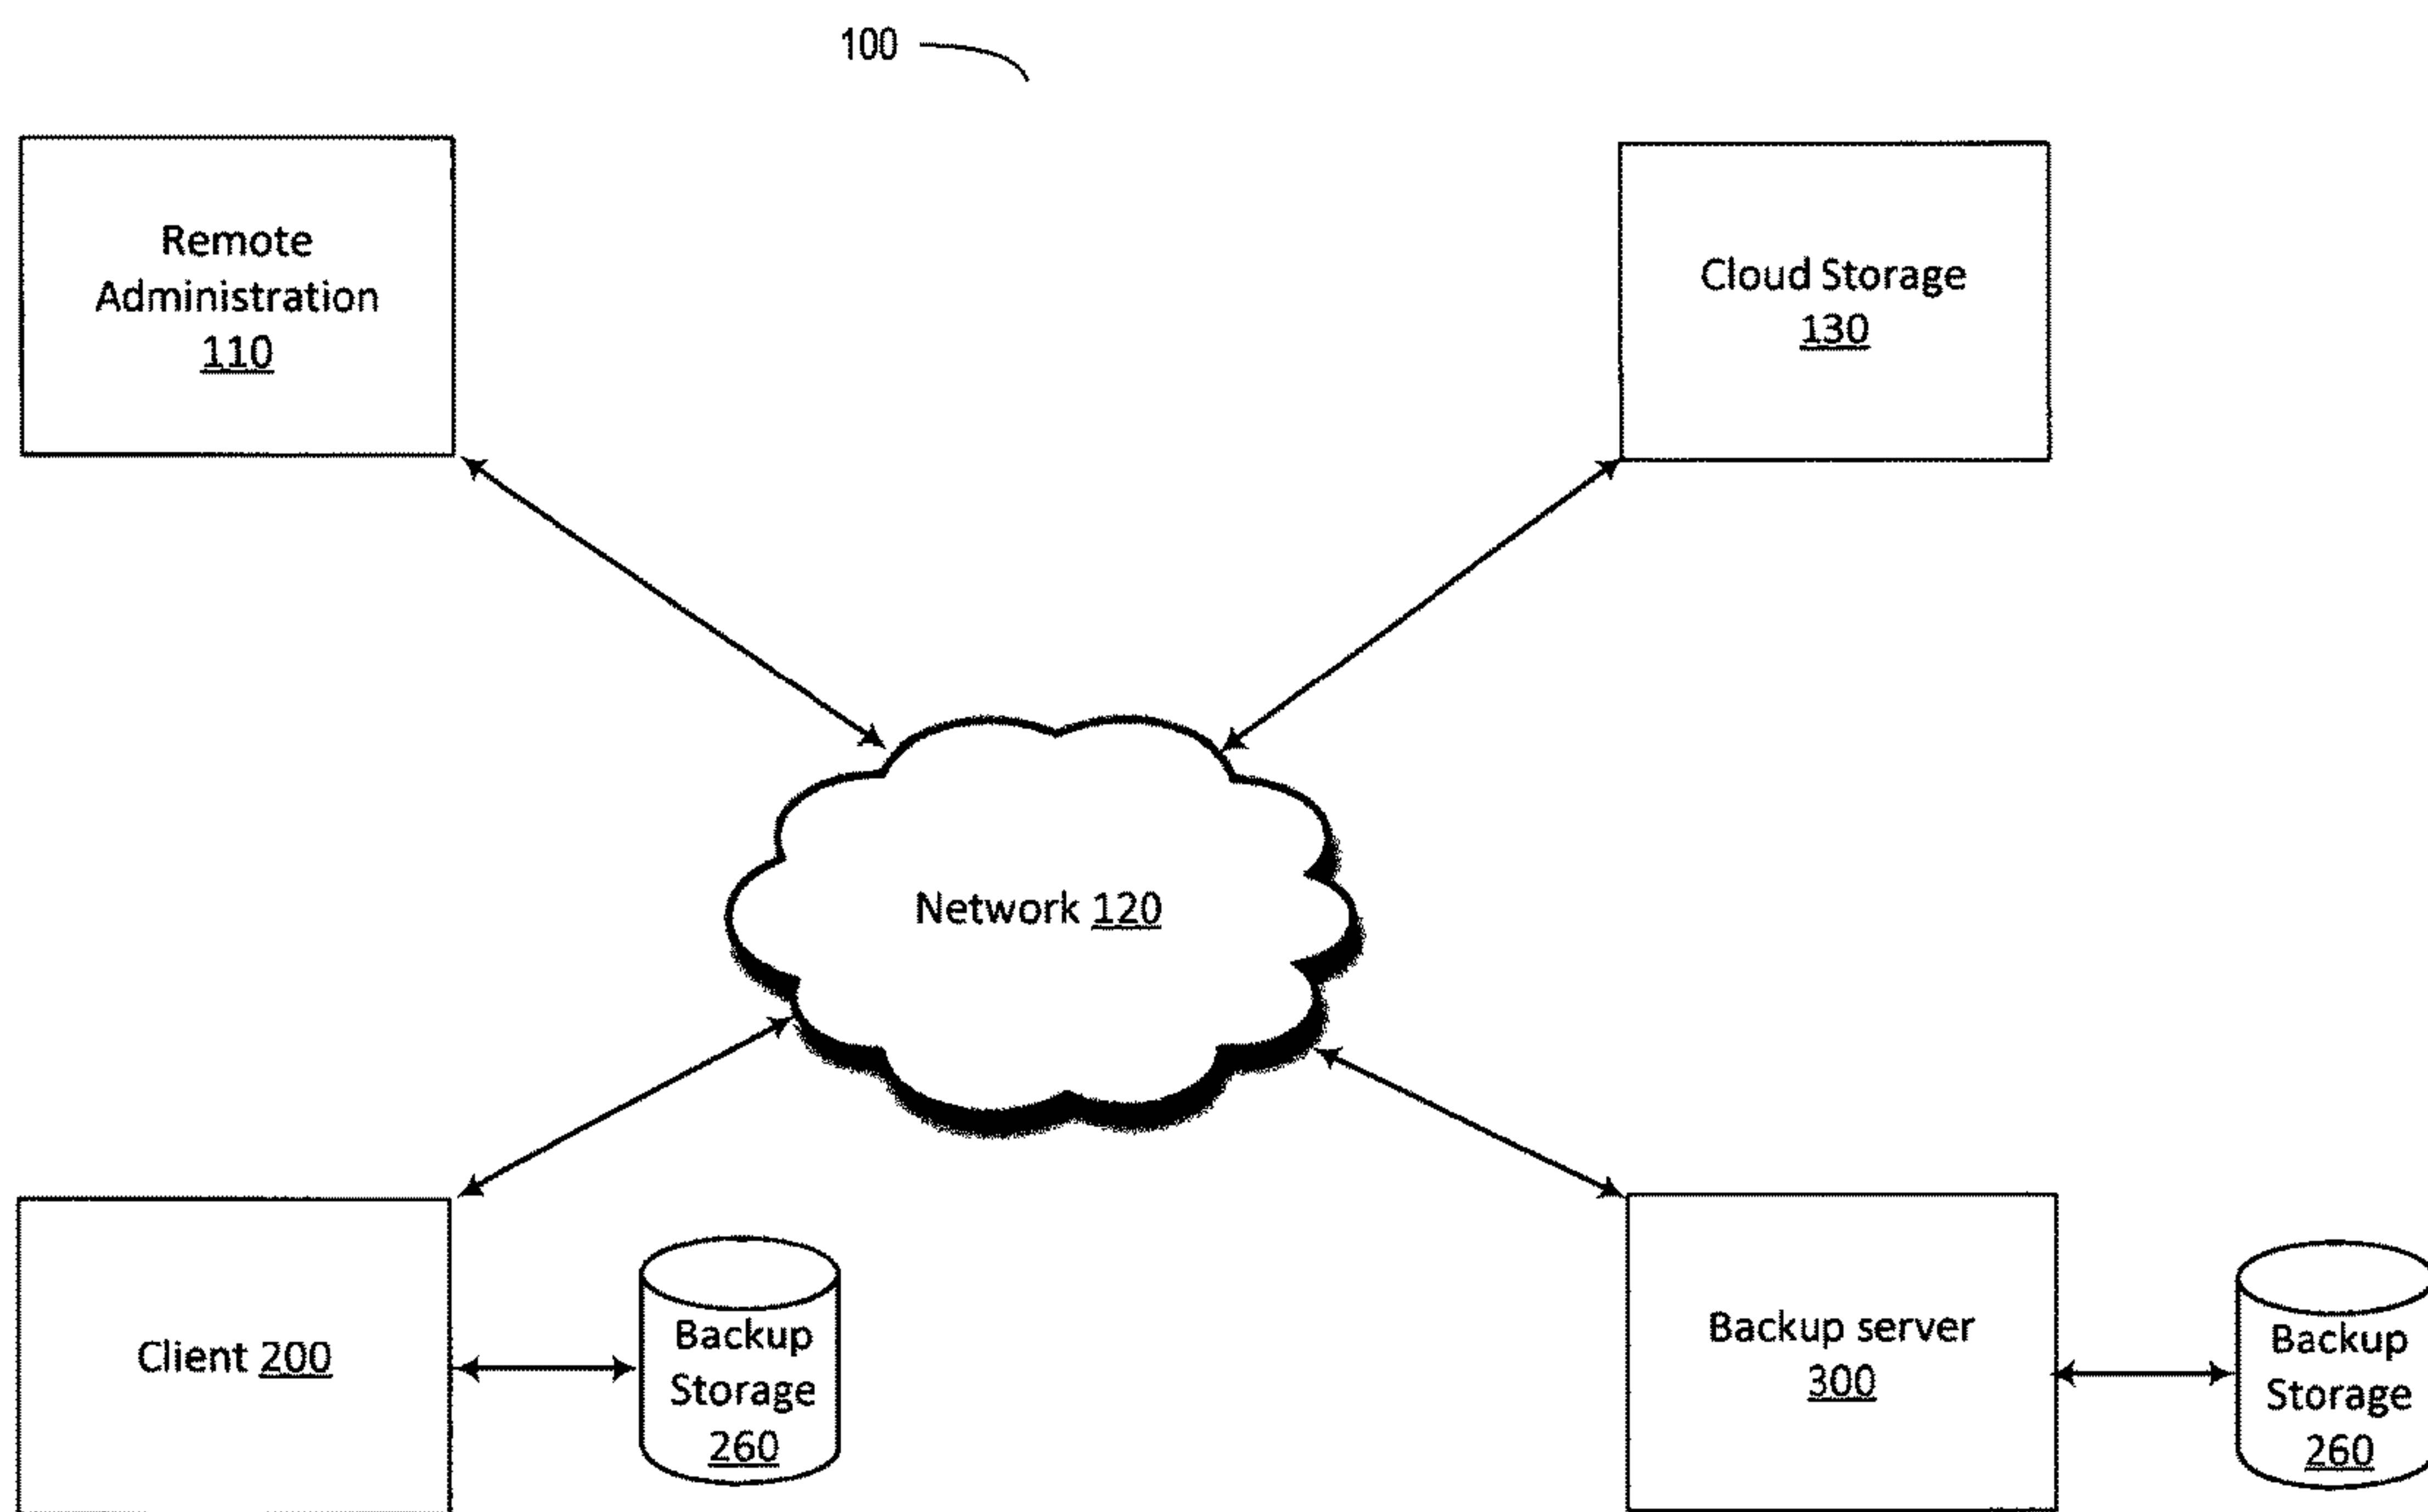 100
Remote
Administration
110
Cloud Storage
130
Network 120
Client 200
Backup
Storage
260
Backup server
300
Backup
Storage
260